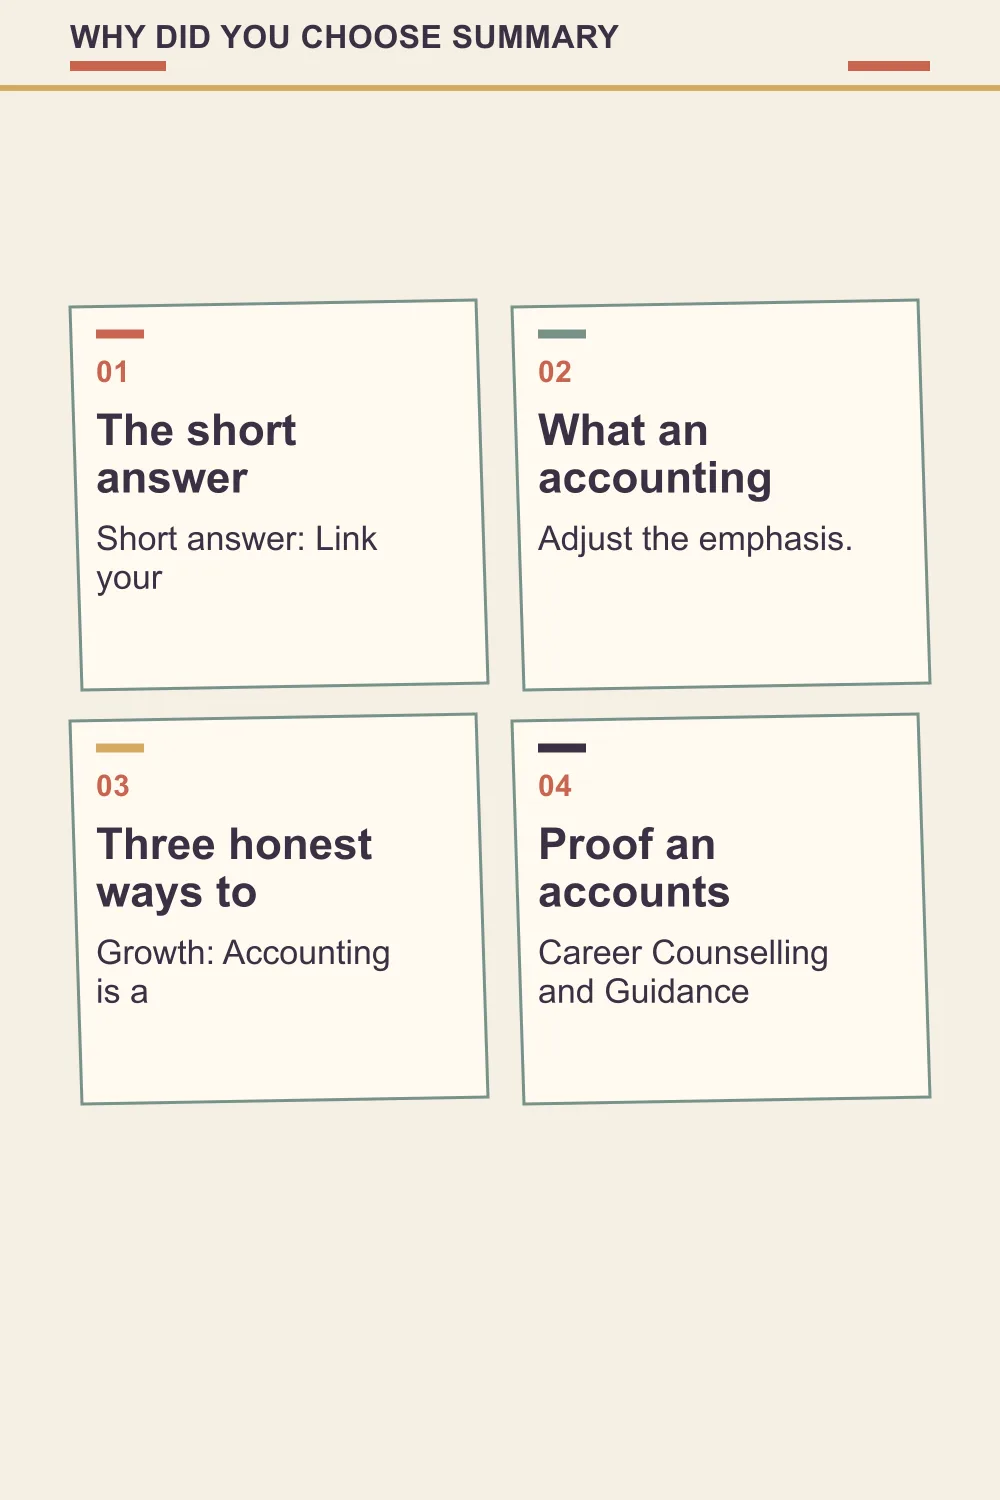 WHY DID YOU CHOOSE SUMMARY
01
The short
answer
Short answer: Link
your
02
What an
accounting
Adjust the emphasis.
03
Three honest
ways to
Growth: Accounting
is a
04
Proof an
accounts
Career Counselling
and Guidance